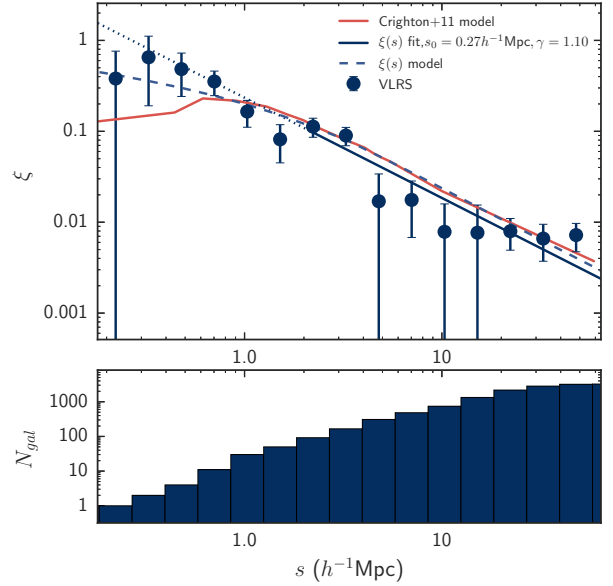 Crighton+11 model
ξ(s) fit, s₀ = 0.27h⁻¹Mpc, γ = 1.10
ξ(s) model
VLRS
1
0.1
0.01
0.001
ξ
1.0
10
1000
100
10
1
N_gal
1.0
10
s (h⁻¹Mpc)